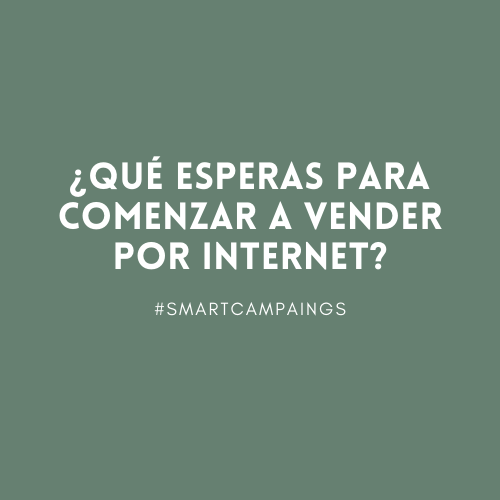 ¿QUÉ ESPERAS PARA
COMENZAR A VENDER
POR INTERNET?
#SMARTCAMPAINGS